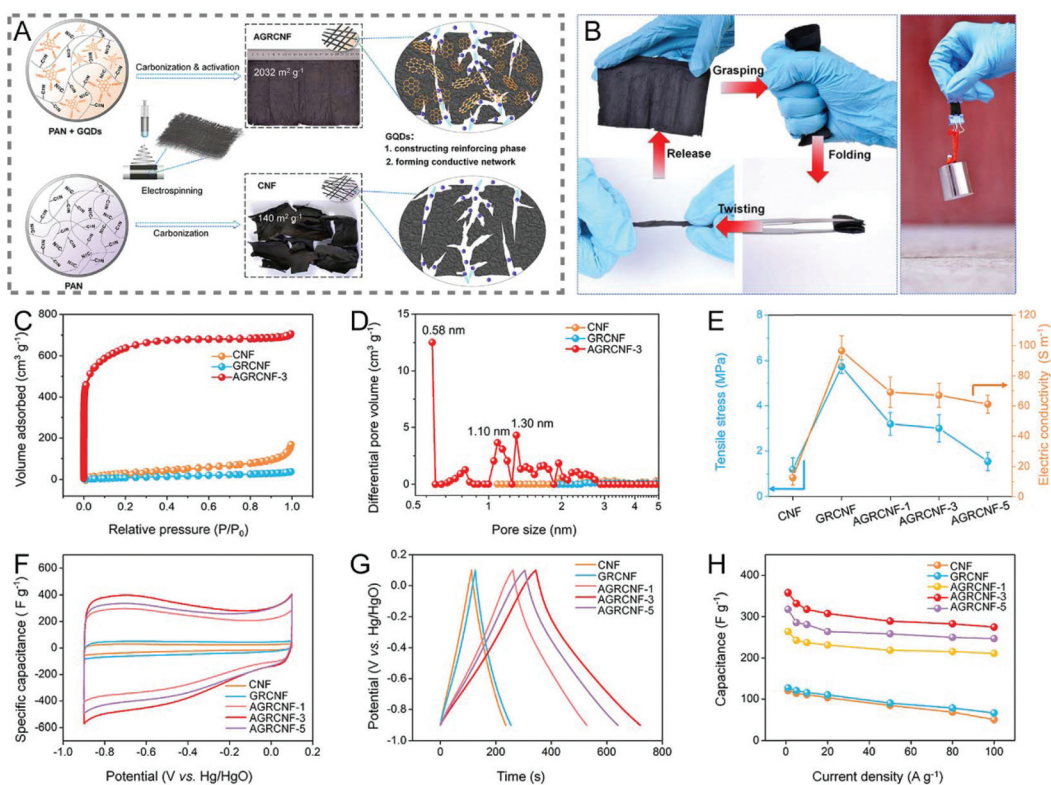 A
AGRCNF
Carbonization & activation
2032 m² g⁻¹
PAN + GQDs
GQDs:
1. constructing reinforcing phase
2. forming conductive network
Electrospinning
CNF
140 m² g⁻¹
Carbonization
PAN
B
Grasping
Release
Folding
Twisting
C
Volume adsorbed (cm³ g⁻¹)
800
600
400
200
0
CNF
GRCNF
AGRCNF-3
0.0 0.2 0.4 0.6 0.8 1.0
Relative pressure (P/P₀)
D
Differential pore volume (cm³ g⁻¹)
15
12
9
6
3
0
0.58 nm
1.10 nm
1.30 nm
CNF
GRCNF
AGRCNF-3
0.5 1 2 3 4 5
Pore size (nm)
E
Tensile stress (MPa)
8
6
4
2
0
120
100
80
60
40
20
0
Electric conductivity (S m⁻¹)
CNF
GRCNF
AGRCNF-1
AGRCNF-3
AGRCNF-5
F
Specific capacitance ( F g⁻¹)
600
400
200
0
-200
-400
-600
CNF
GRCNF
AGRCNF-1
AGRCNF-3
AGRCNF-5
-1.0 -0.8 -0.6 -0.4 -0.2 0.0 0.2
Potential (V vs. Hg/HgO)
G
Potential (V vs. Hg/HgO)
0.2
0.0
-0.2
-0.4
-0.6
-0.8
-1.0
CNF
GRCNF
AGRCNF-1
AGRCNF-3
AGRCNF-5
0 200 400 600 800
Time (s)
H
Capacitance (F g⁻¹)
400
300
200
100
0
CNF
GRCNF
AGRCNF-1
AGRCNF-3
AGRCNF-5
0 20 40 60 80 100
Current density (A g⁻¹)